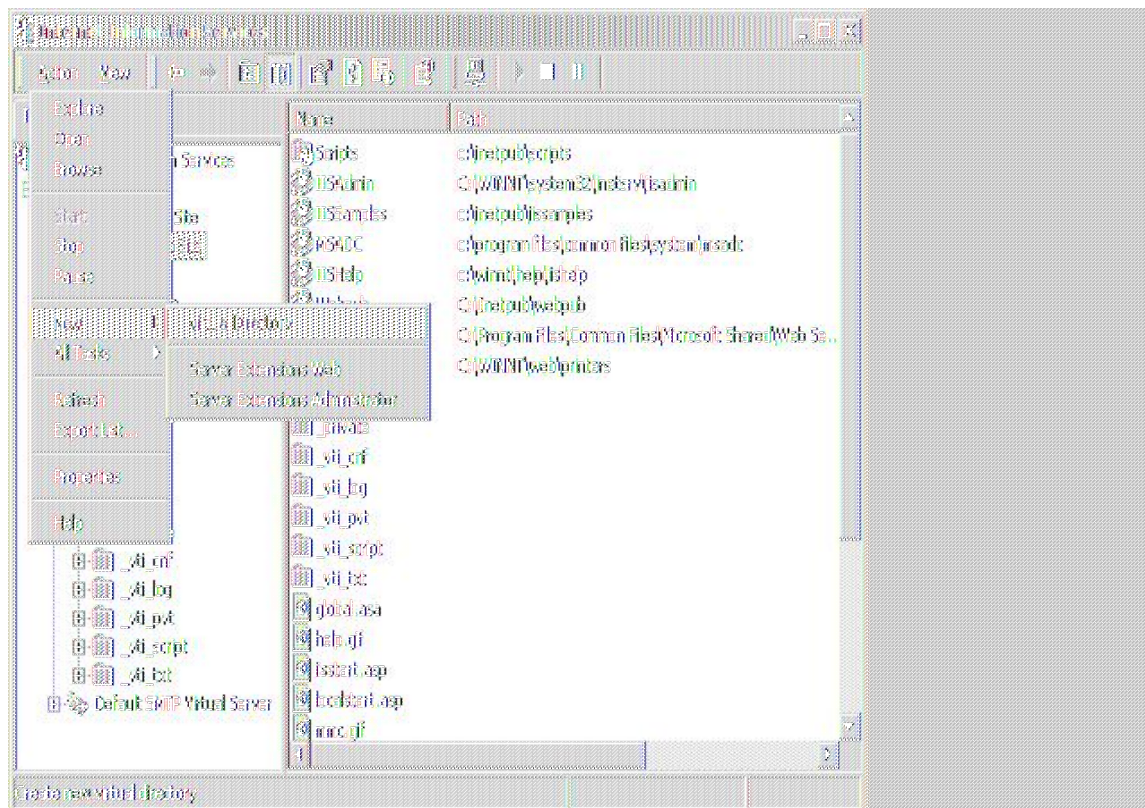 Internet Information Services
Action View
Explore
Open
Browse
Start
Stop
Pause
New
All Tasks
Refresh
Export List...
Properties
Help
Virtual Directory
Server Extensions Web
Server Extensions Administrator
Services
Site
_vti_cnf
_vti_log
_vti_pvt
_vti_script
_vti_txt
Default SMTP Virtual Server
Name Path
Scripts c:\inetpub\scripts
IISAdmin C:\WINNT\system32\inetsrv\iisadmin
IISSamples c:\inetpub\iissamples
MSADC c:\program files\common files\system\msadc
IISHelp c:\winnt\help\iishelp
C:\Inetpub\webpub
C:\Program Files\Common Files\Microsoft Shared\Web Se...
C:\WINNT\web\printers
_private
_vti_cnf
_vti_log
_vti_pvt
_vti_script
_vti_txt
global.asa
help.gif
iisstart.asp
localstart.asp
mmc.gif
Create new virtual directory